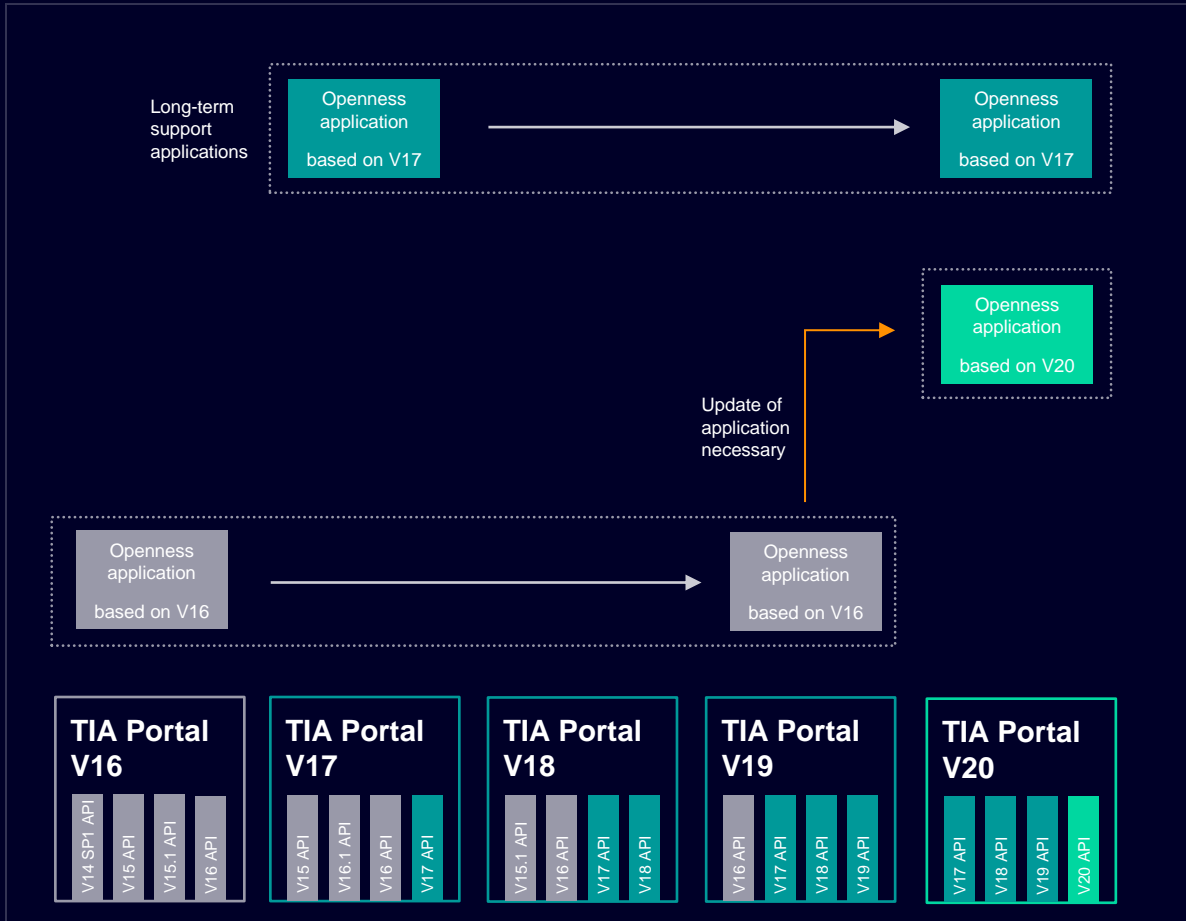 Long-term
support
applications
Openness
application
based on V17
Openness
application
based on V17
Openness
application
based on V20
Update of
application
necessary
Openness
application
based on V16
Openness
application
based on V16
TIA Portal
V16
V14 SP1 API
V15 API
V15.1 API
V16 API
TIA Portal
V17
V15 API
V16.1 API
V16 API
V17 API
TIA Portal
V18
V15.1 API
V16 API
V17 API
V18 API
TIA Portal
V19
V16 API
V17 API
V18 API
V19 API
TIA Portal
V20
V17 API
V18 API
V19 API
V20 API